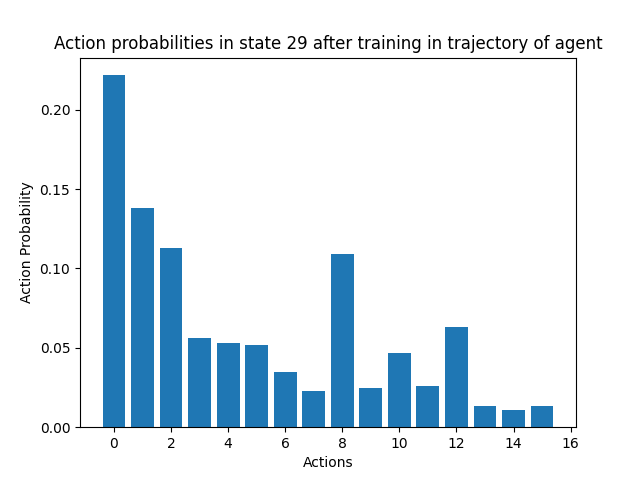 Action probabilities in state 29 after training in trajectory of agent
Action Probability
0.20
0.15
0.10
0.05
0.00
0 2 4 6 8 10 12 14 16
Actions